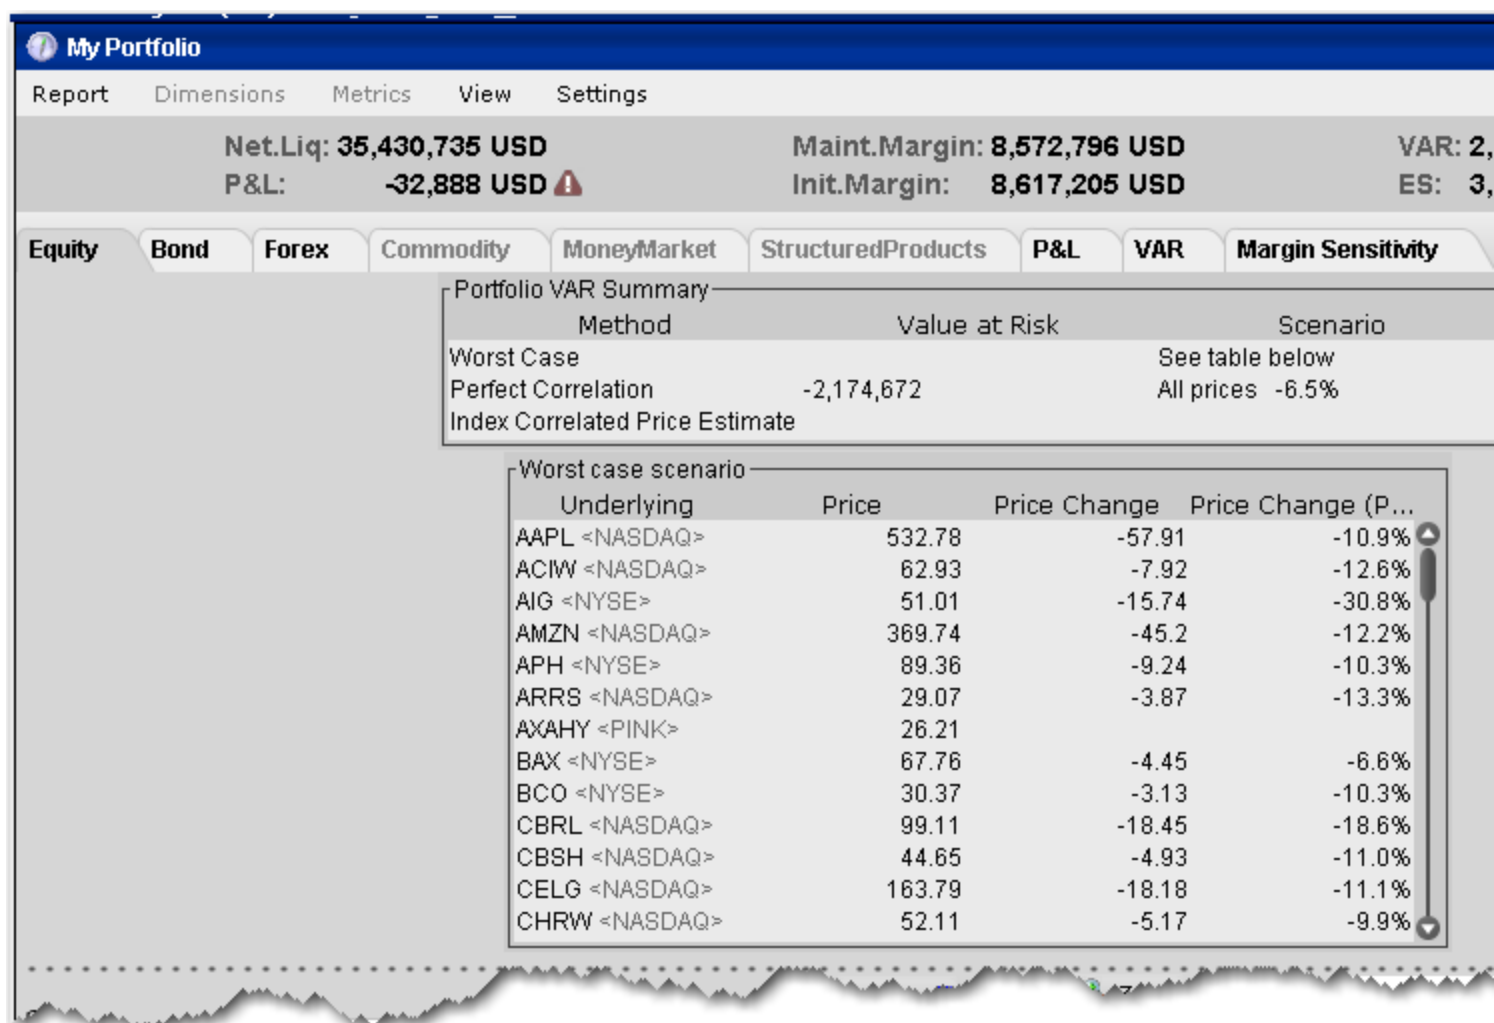 My Portfolio
Report Dimensions Metrics View Settings
Net.Liq: 35,430,735 USD Maint.Margin: 8,572,796 USD VAR: 2,
P&L: -32,888 USD Init.Margin: 8,617,205 USD ES: 3,
Equity Bond Forex Commodity MoneyMarket StructuredProducts P&L VAR Margin Sensitivity
Portfolio VAR Summary
Method Value at Risk Scenario
Worst Case See table below
Perfect Correlation -2,174,672 All prices -6.5%
Index Correlated Price Estimate
Worst case scenario
Underlying Price Price Change Price Change (P...
AAPL <NASDAQ> 532.78 -57.91 -10.9%
ACIW <NASDAQ> 62.93 -7.92 -12.6%
AIG <NYSE> 51.01 -15.74 -30.8%
AMZN <NASDAQ> 369.74 -45.2 -12.2%
APH <NYSE> 89.36 -9.24 -10.3%
ARRS <NASDAQ> 29.07 -3.87 -13.3%
AXAHY <PINK> 26.21
BAX <NYSE> 67.76 -4.45 -6.6%
BCO <NYSE> 30.37 -3.13 -10.3%
CBRL <NASDAQ> 99.11 -18.45 -18.6%
CBSH <NASDAQ> 44.65 -4.93 -11.0%
CELG <NASDAQ> 163.79 -18.18 -11.1%
CHRW <NASDAQ> 52.11 -5.17 -9.9%